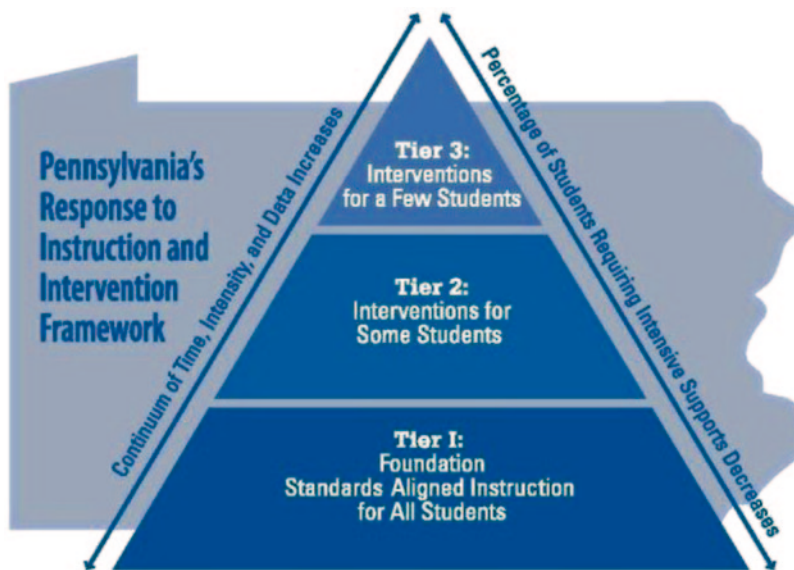 Pennsylvania's
Response to
Instruction and
Intervention
Framework
Continuum of Time, Intensity, and Data Increases
Percentage of Students Requiring Intensive Supports Decreases
Tier 3:
Interventions
for a Few Students
Tier 2:
Interventions for
Some Students
Tier I:
Foundation
Standards Aligned Instruction
for All Students